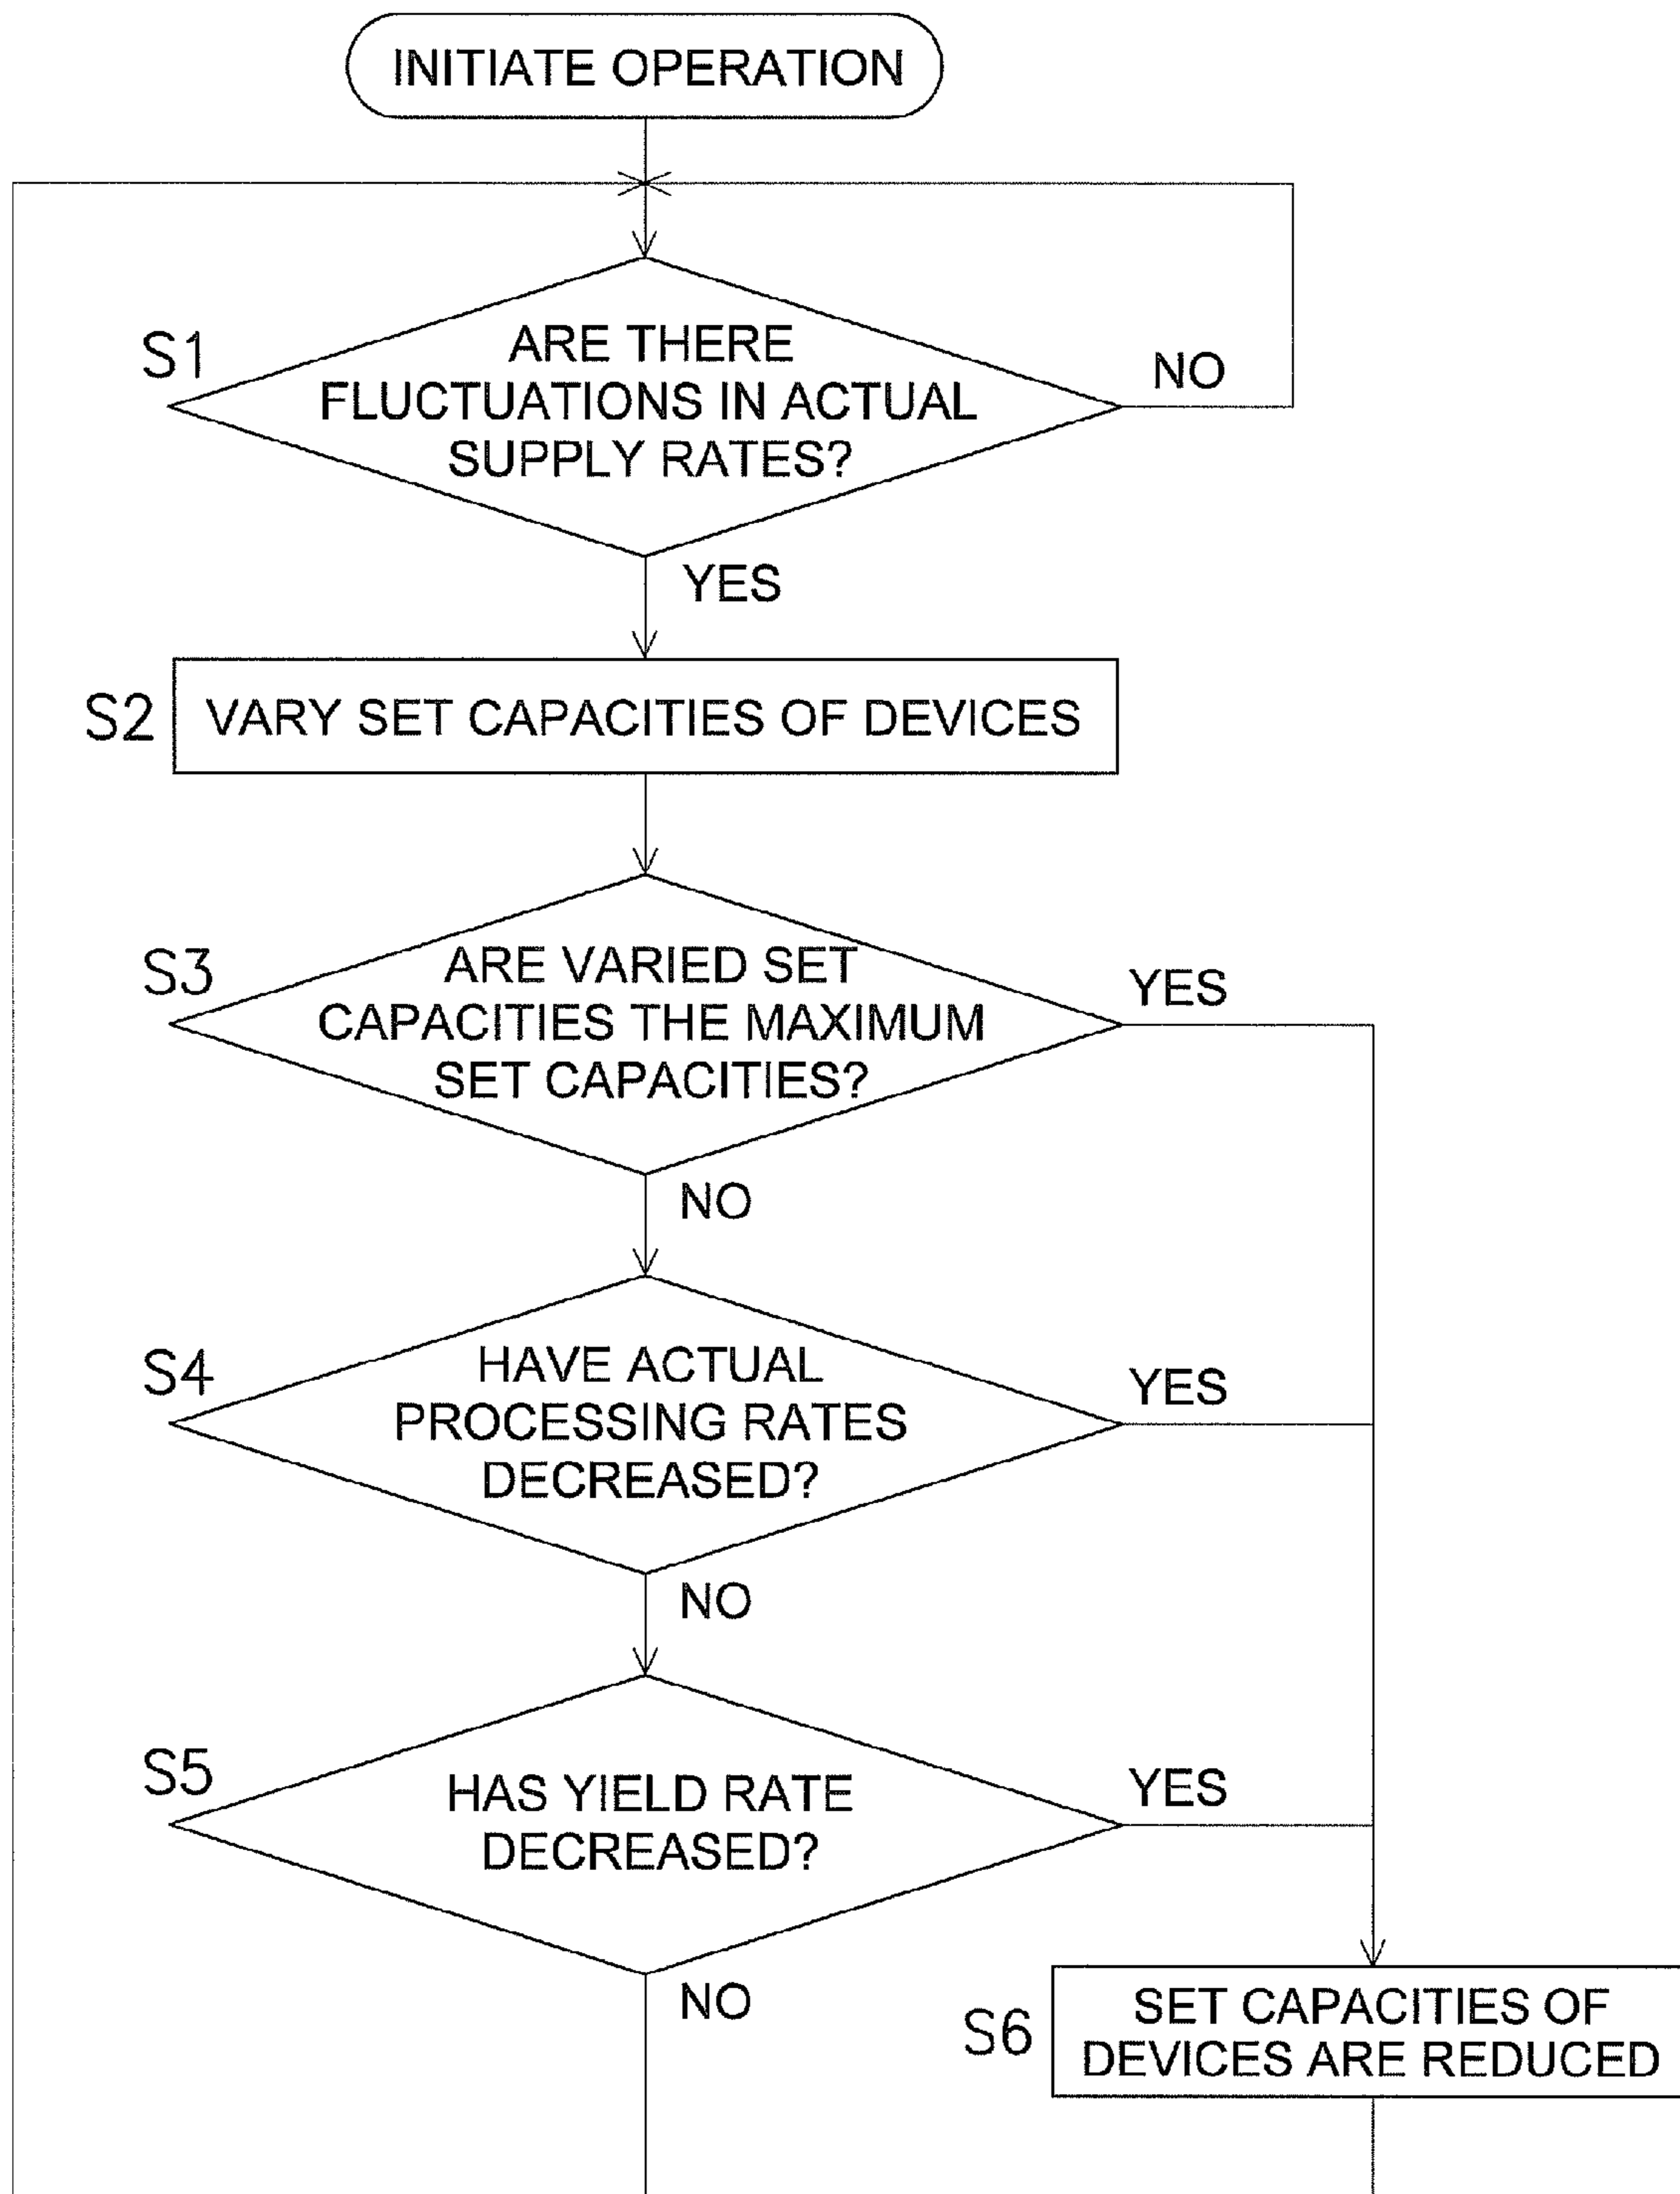 INITIATE OPERATION
S1
ARE THERE
FLUCTUATIONS IN ACTUAL
SUPPLY RATES?
NO
YES
S2
VARY SET CAPACITIES OF DEVICES
S3
ARE VARIED SET
CAPACITIES THE MAXIMUM
SET CAPACITIES?
YES
NO
S4
HAVE ACTUAL
PROCESSING RATES
DECREASED?
YES
NO
S5
HAS YIELD RATE
DECREASED?
YES
NO
S6
SET CAPACITIES OF
DEVICES ARE REDUCED